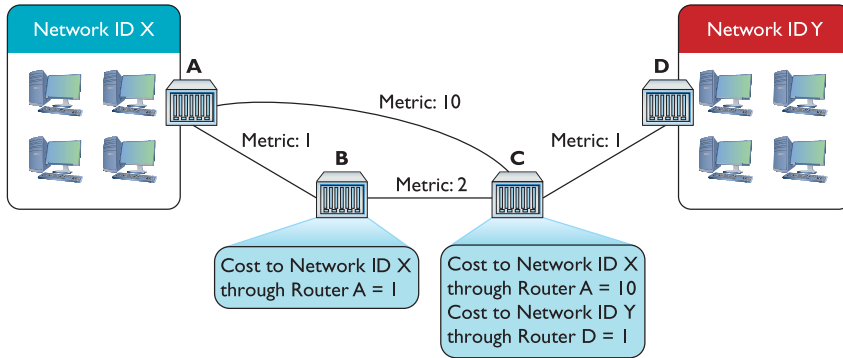 Network ID X
Network ID Y
A
D
Metric: 10
Metric: 1
Metric: 1
B
C
Metric: 2
Cost to Network ID X
through Router A = 1
Cost to Network ID X
through Router A = 10
Cost to Network ID Y
through Router D = 1